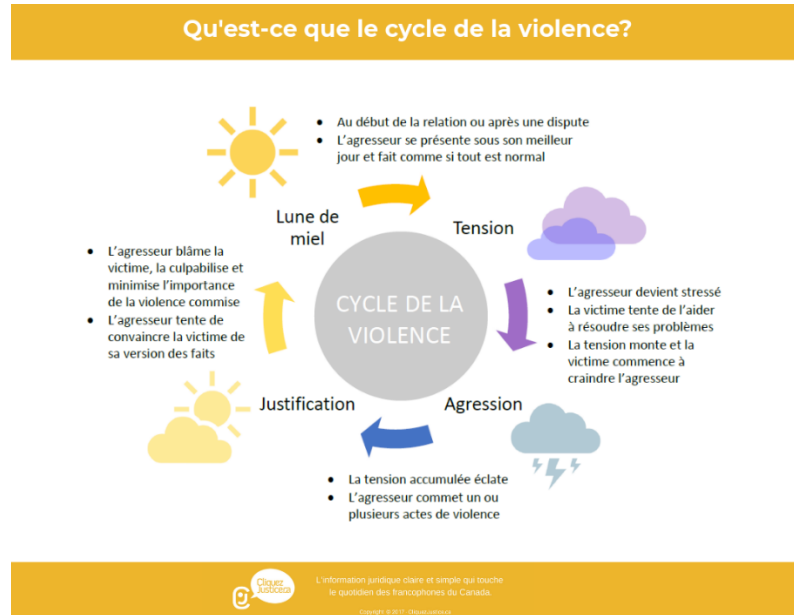 Qu'est-ce que le cycle de la violence?
• Au début de la relation ou après une dispute
• L'agresseur se présente sous son meilleur
jour et fait comme si tout est normal
Lune de
miel
Tension
• L'agresseur devient stressé
• La victime tente de l'aider
à résoudre ses problèmes
• La tension monte et la
victime commence à
craindre l'agresseur
CYCLE DE LA
VIOLENCE
Agression
• La tension accumulée éclate
• L'agresseur commet un ou
plusieurs actes de violence
Justification
• L'agresseur blâme la
victime, la culpabilise et
minimise l'importance
de la violence commise
• L'agresseur tente de
convaincre la victime de
sa version des faits
Cliquez
Justice.ca
L'information juridique claire et simple qui touche
le quotidien des francophones du Canada.
Copyright © 2017 - CliquezJustice.ca